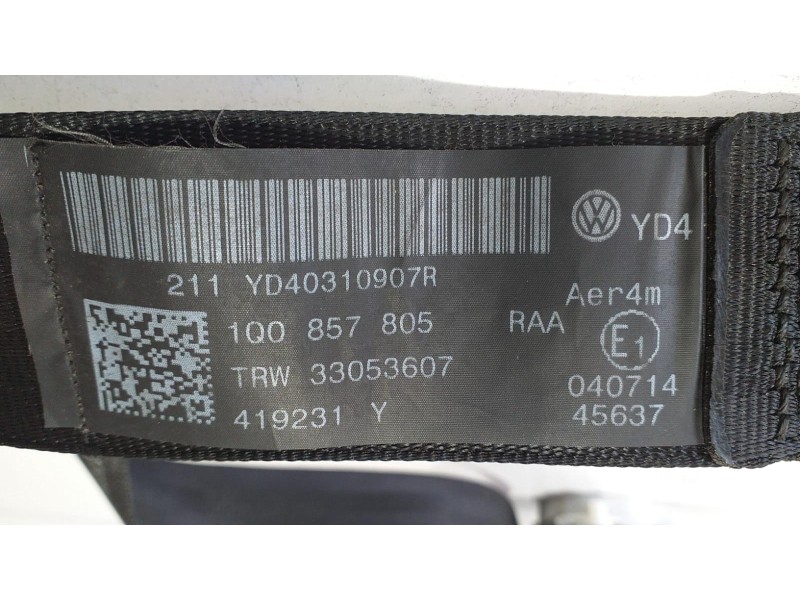 VW YD4
211 YD40310907R
Aer4m
1Q0 857 805 RAA
E1
TRW 33053607
040714
419231 Y
45637